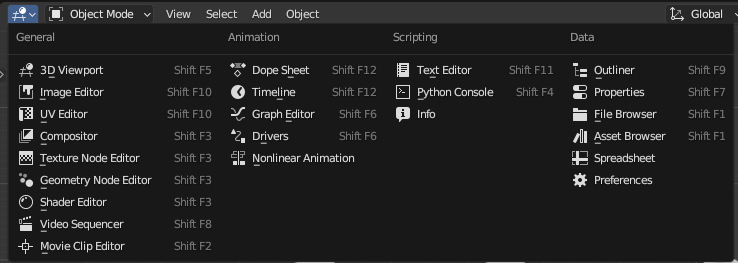 Object Mode View Select Add Object Global
General Animation Scripting Data
3D Viewport Shift F5 Dope Sheet Shift F12 Text Editor Shift F11 Outliner Shift F9
Image Editor Shift F10 Timeline Shift F12 Python Console Shift F4 Properties Shift F7
UV Editor Shift F10 Graph Editor Shift F6 Info File Browser Shift F1
Compositor Shift F3 Drivers Shift F6 Asset Browser Shift F1
Texture Node Editor Shift F3 Nonlinear Animation Spreadsheet
Geometry Node Editor Shift F3 Preferences
Shader Editor Shift F3
Video Sequencer Shift F8
Movie Clip Editor Shift F2